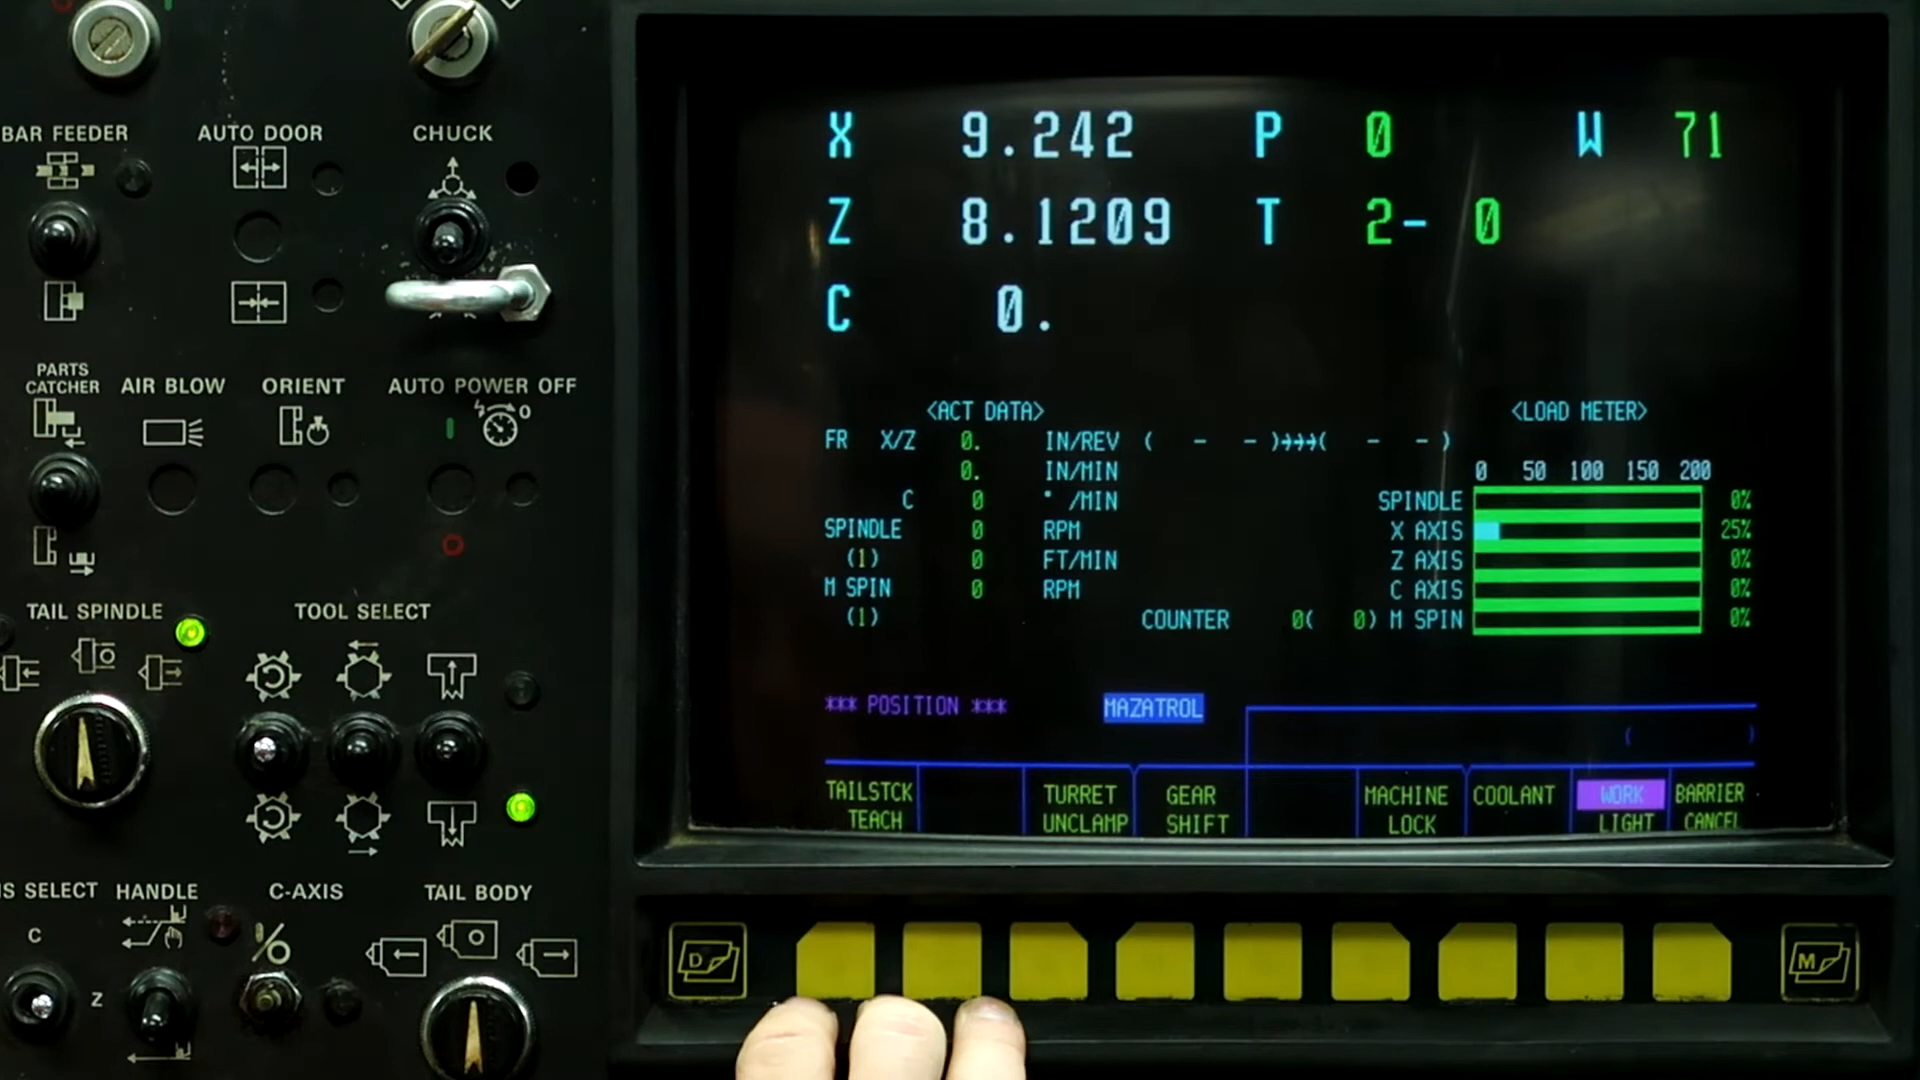 BAR FEEDER
AUTO DOOR
CHUCK
PARTS
CATCHER
AIR BLOW
ORIENT
AUTO POWER OFF
TAIL SPINDLE
TOOL SELECT
SELECT
HANDLE
C-AXIS
TAIL BODY
C
Z
X 9.242 P 0 W 71
Z 8.1209 T 2- 0
C 0.
<ACT DATA> <LOAD METER>
FR X/Z 0. IN/REV ( - - )→→→( - - )
0. IN/MIN 0 50 100 150 200
C 0 ° /MIN SPINDLE 0%
SPINDLE 0 RPM X AXIS 25%
(1) 0 FT/MIN Z AXIS 0%
M SPIN 0 RPM C AXIS 0%
(1) COUNTER 0( 0) M SPIN 0%
*** POSITION *** MAZATROL
( )
TAILSTCK TURRET GEAR MACHINE COOLANT WORK BARRIER
TEACH UNCLAMP SHIFT LOCK LIGHT CANCEL
D
M